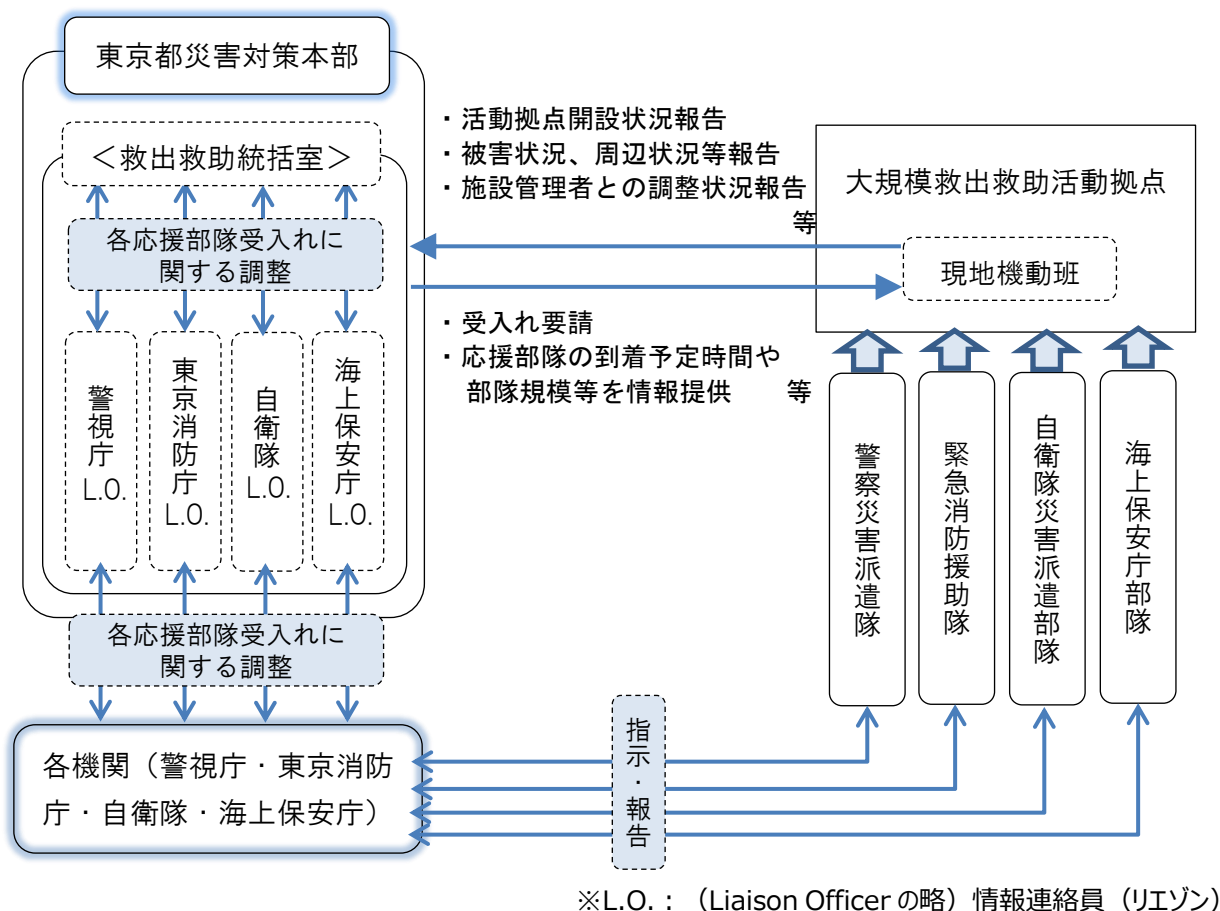 東京都災害対策本部
＜救出救助統括室＞
各応援部隊受入れに
関する調整
警視庁L.O.
東京消防庁L.O.
自衛隊L.O.
海上保安庁L.O.
各応援部隊受入れに
関する調整
各機関（警視庁・東京消防
庁・自衛隊・海上保安庁）
・活動拠点開設状況報告
・被害状況、周辺状況等報告
・施設管理者との調整状況報告
等
・受入れ要請
・応援部隊の到着予定時間や
部隊規模等を情報提供　　等
大規模救出救助活動拠点
現地機動班
警察災害派遣隊
緊急消防援助隊
自衛隊災害派遣部隊
海上保安庁部隊
指示・報告
※L.O.：（Liaison Officerの略）情報連絡員（リエゾン）